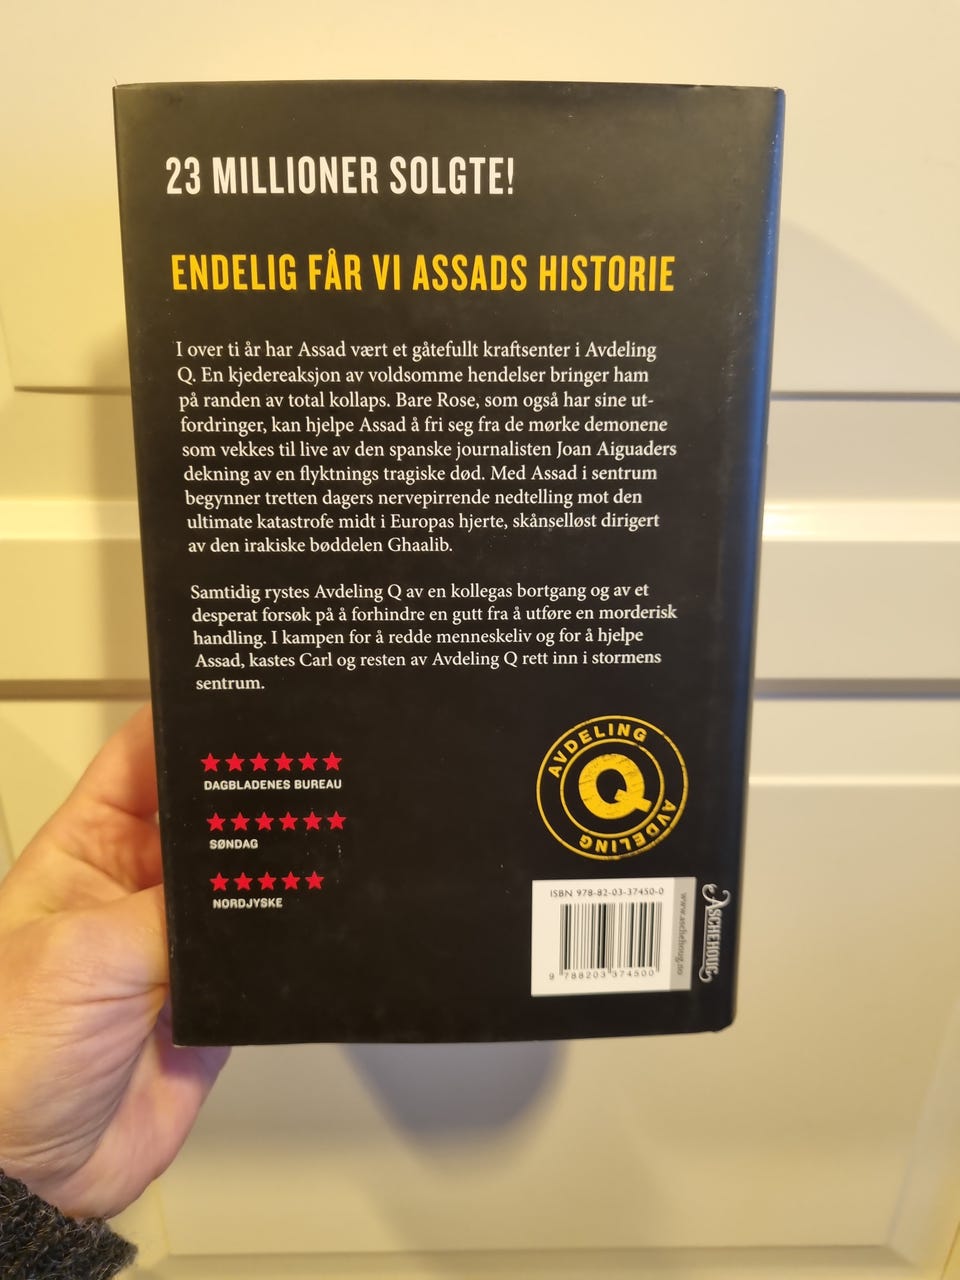 23 MILLIONER SOLGTE!
ENDELIG FÅR VI ASSADS HISTORIE
I over ti år har Assad vært et gåtefullt kraftsenter i Avdeling
Q. En kjedereaksjon av voldsomme hendelser bringer ham
på randen av total kollaps. Bare Rose, som også har sine ut-
fordringer, kan hjelpe Assad å fri seg fra de mørke demonene
som vekkes til live av den spanske journalisten Joan Aiguaders
dekning av en flyktnings tragiske død. Med Assad i sentrum
begynner tretten dagers nervepirrende nedtelling mot den
ultimate katastrofe midt i Europas hjerte, skånselløst dirigert
av den irakiske bøddelen Ghaalib.
Samtidig rystes Avdeling Q av en kollegas bortgang og av et
desperat forsøk på å forhindre en gutt fra å utføre en morderisk
handling. I kampen for å redde menneskeliv og for å hjelpe
Assad, kastes Carl og resten av Avdeling Q rett inn i stormens
sentrum.
DAGBLADENES BUREAU
SØNDAG
NORDJYSKE
AVDELING
Q
AVDELING
ISBN 978-82-03-37450-0
9 788203 374500
www.aschehoug.no
ASCHEHOUG